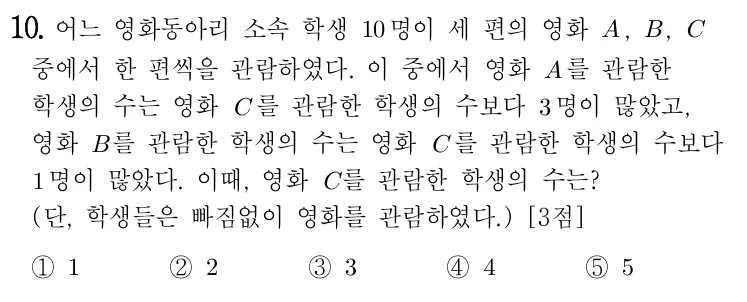 10. 어느 영화동아리 소속 학생 10명이 세 편의 영화 A, B, C
중에서 한 편씩을 관람하였다. 이 중에서 영화 A를 관람한
학생의 수는 영화 C를 관람한 학생의 수보다 3명이 많았고,
영화 B를 관람한 학생의 수는 영화 C를 관람한 학생의 수보다
1명이 많았다. 이때, 영화 C를 관람한 학생의 수는?
(단, 학생들은 빠짐없이 영화를 관람하였다.) [3점]
① 1 ② 2 ③ 3 ④ 4 ⑤ 5